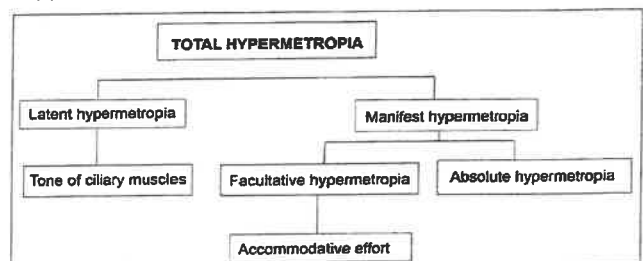 TOTAL HYPERMETROPIA
Latent hypermetropia
Manifest hypermetropia
Tone of ciliary muscles
Facultative hypermetropia
Absolute hypermetropia
Accommodative effort